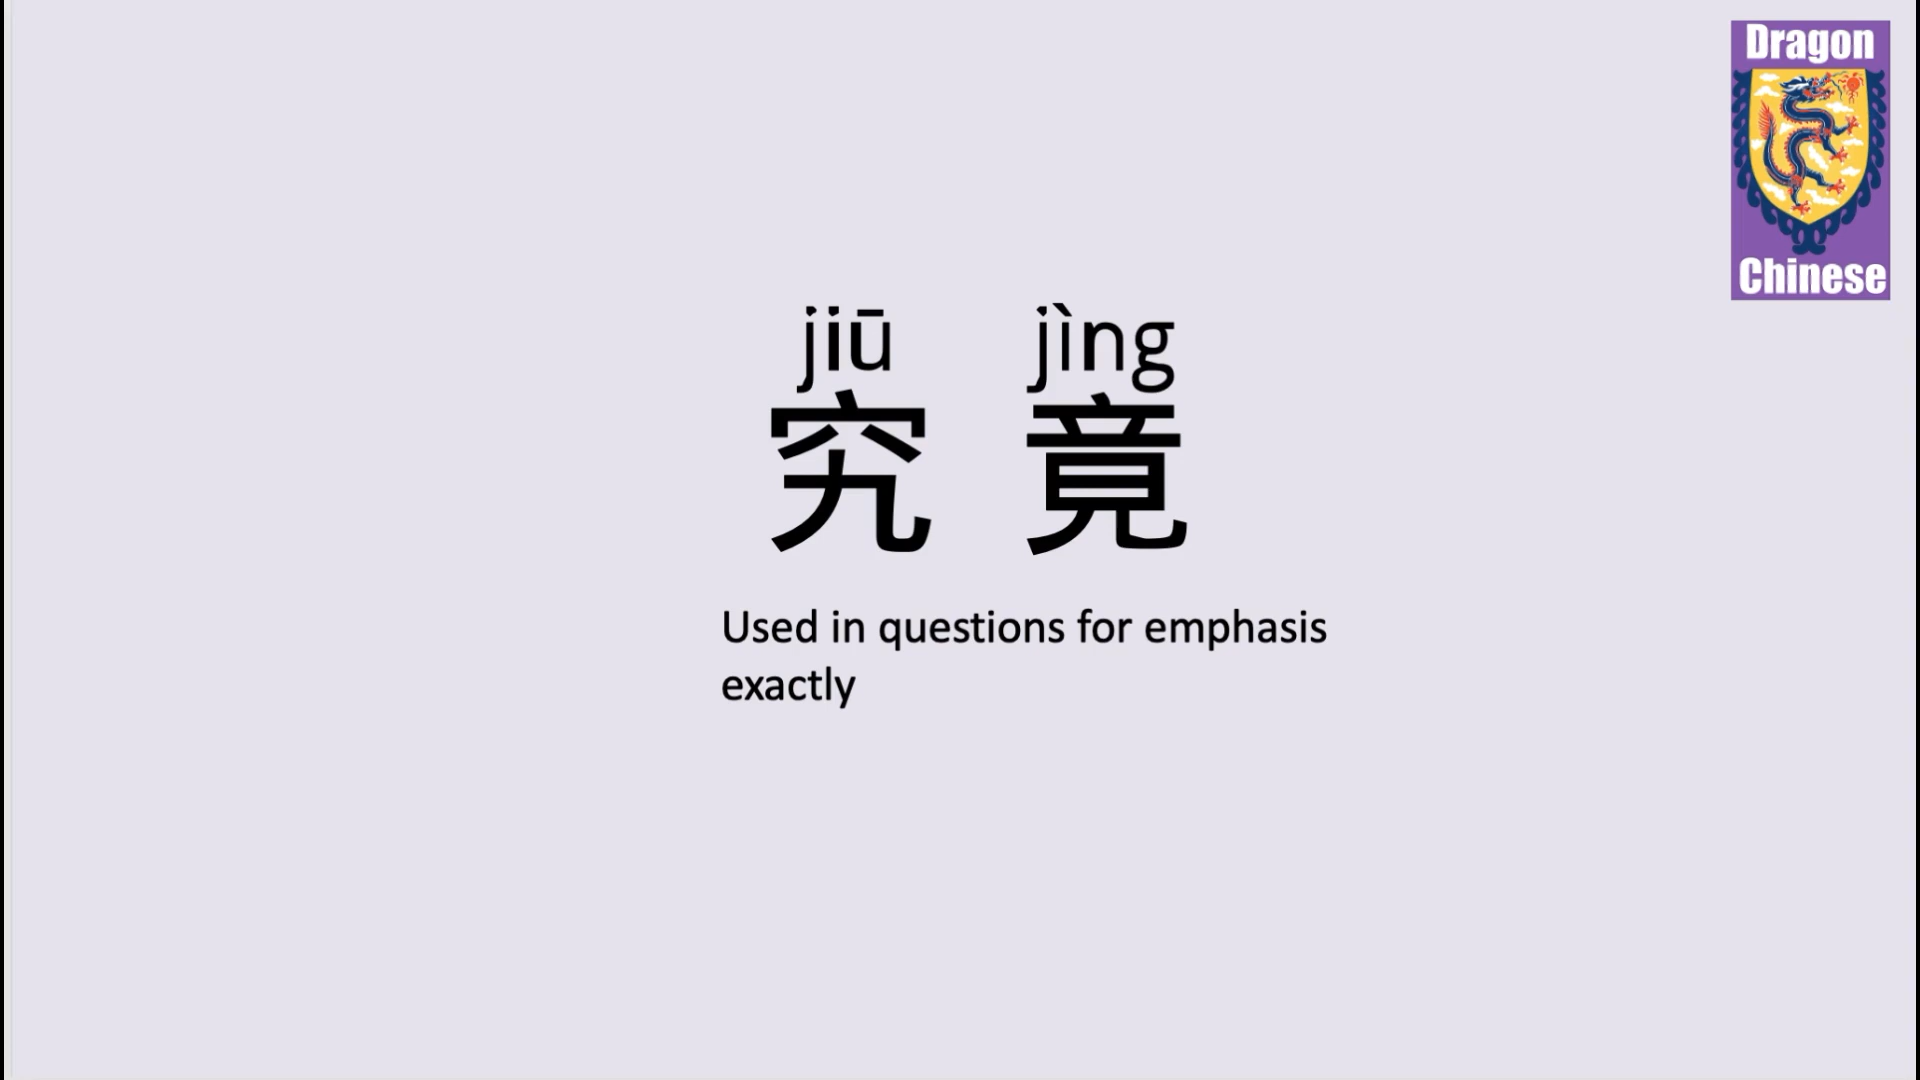 Dragon
Chinese
jiū jìng
究竟
Used in questions for emphasis
exactly